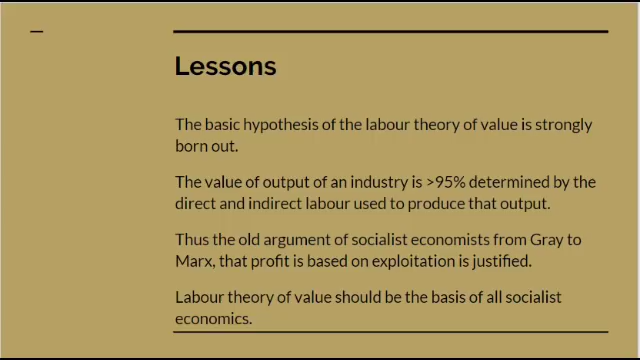 Lessons
The basic hypothesis of the labour theory of value is strongly
born out.
The value of output of an industry is >95% determined by the
direct and indirect labour used to produce that output.
Thus the old argument of socialist economists from Gray to
Marx, that profit is based on exploitation is justified.
Labour theory of value should be the basis of all socialist
economics.